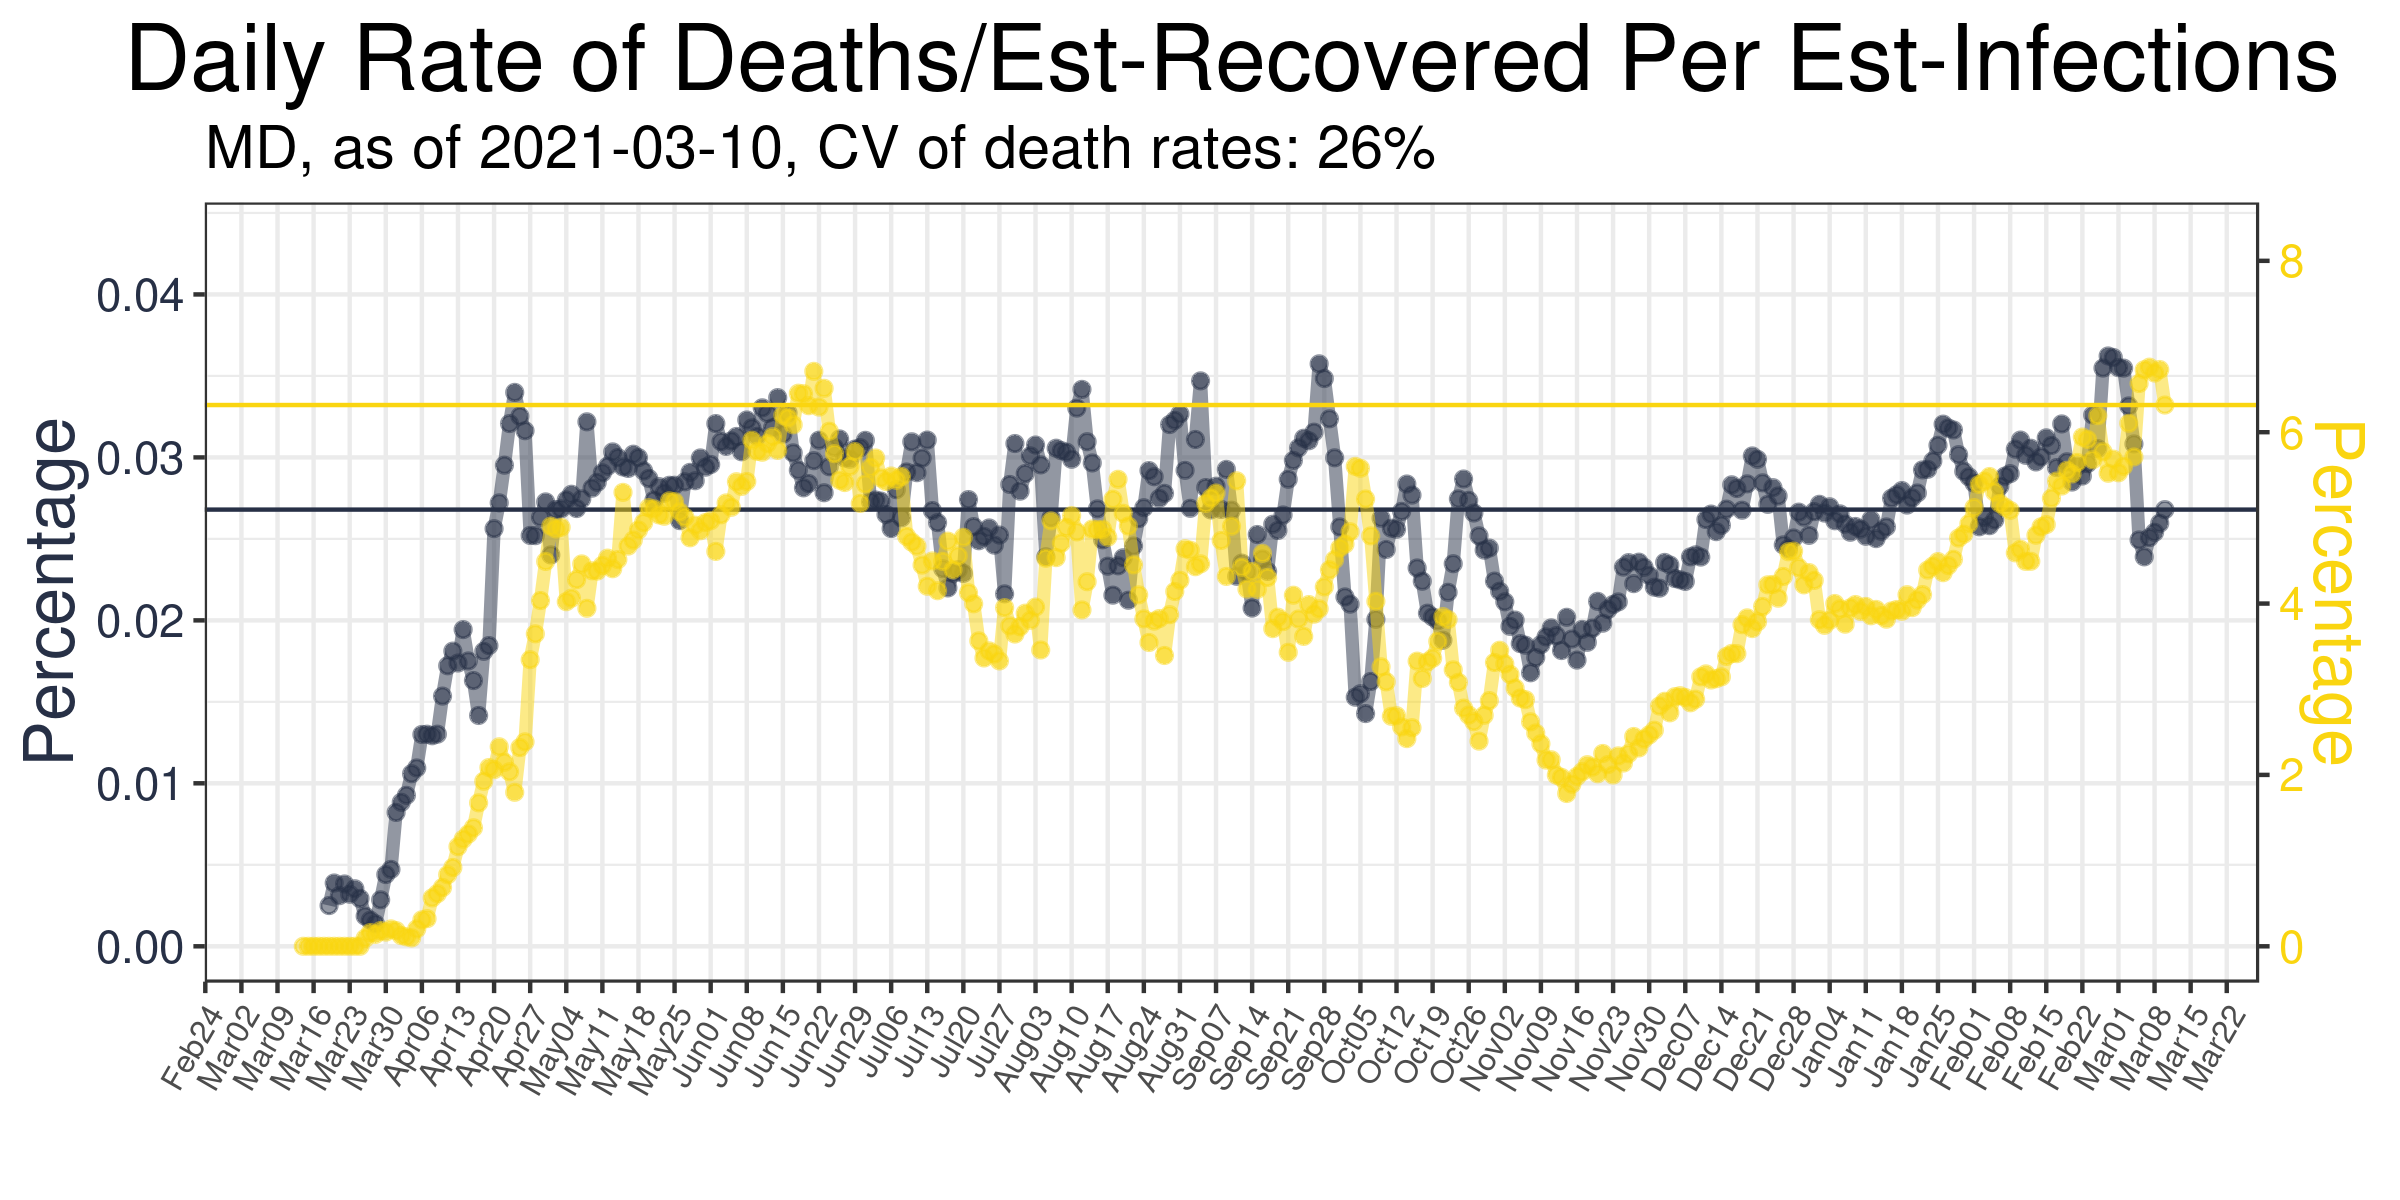 Daily Rate of Deaths/Est-Recovered Per Est-Infections
MD, as of 2021-03-10, CV of death rates: 26%
Percentage
0.04
0.03
0.02
0.01
0.00
8
6
4
2
0
Percentage
Feb24
Mar02
Mar09
Mar16
Mar23
Mar30
Apr06
Apr13
Apr20
Apr27
May04
May11
May18
May25
Jun01
Jun08
Jun15
Jun22
Jun29
Jul06
Jul13
Jul20
Jul27
Aug03
Aug10
Aug17
Aug24
Aug31
Sep07
Sep14
Sep21
Sep28
Oct05
Oct12
Oct19
Oct26
Nov02
Nov09
Nov16
Nov23
Nov30
Dec07
Dec14
Dec21
Dec28
Jan04
Jan11
Jan18
Jan25
Feb01
Feb08
Feb15
Feb22
Mar01
Mar08
Mar15
Mar22